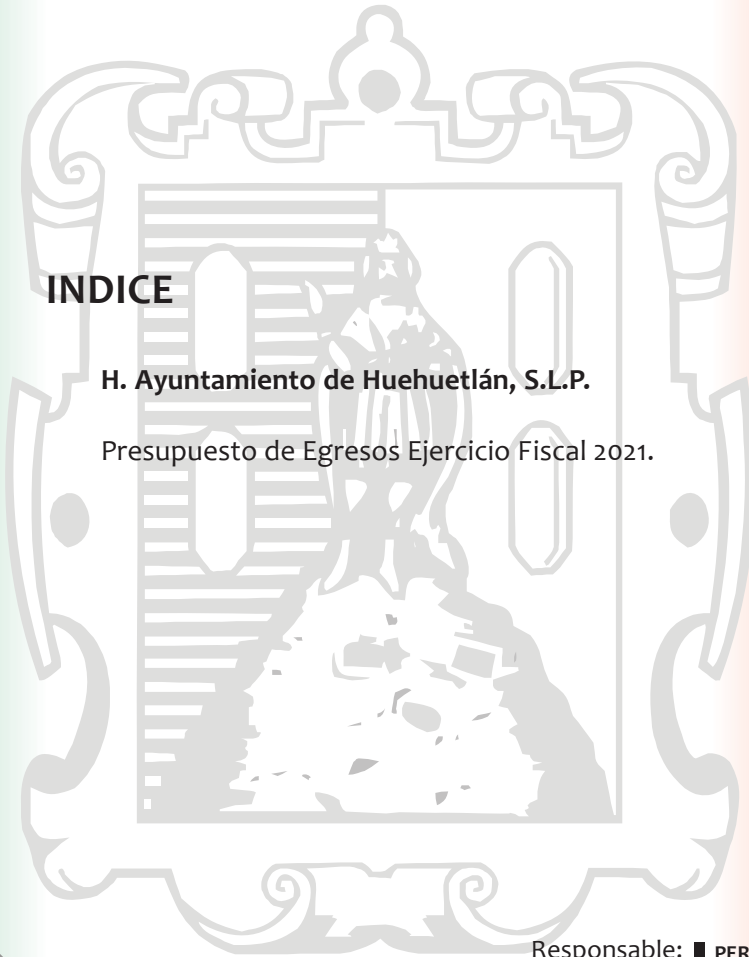 INDICE
H. Ayuntamiento de Huehuetlán, S.L.P.
Presupuesto de Egresos Ejercicio Fiscal 2021.
Responsable: